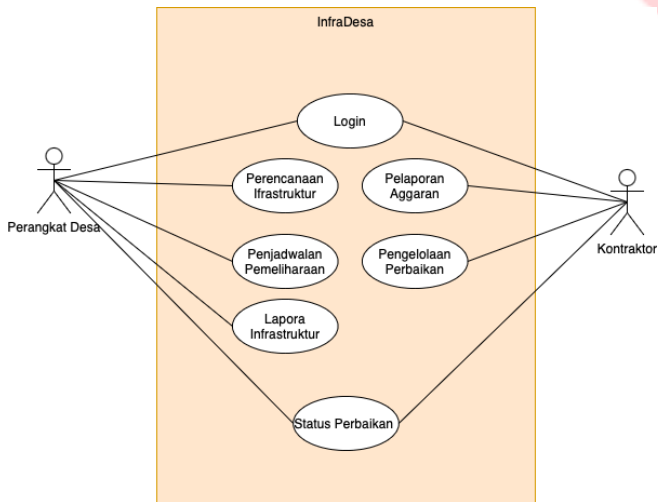 InfraDesa
Login
Perencanaan
Ifrastruktur
Pelaporan
Aggaran
Perangkat Desa
Kontraktor
Penjadwalan
Pemeliharaan
Pengelolaan
Perbaikan
Lapora
Infrastruktur
Status Perbaikan